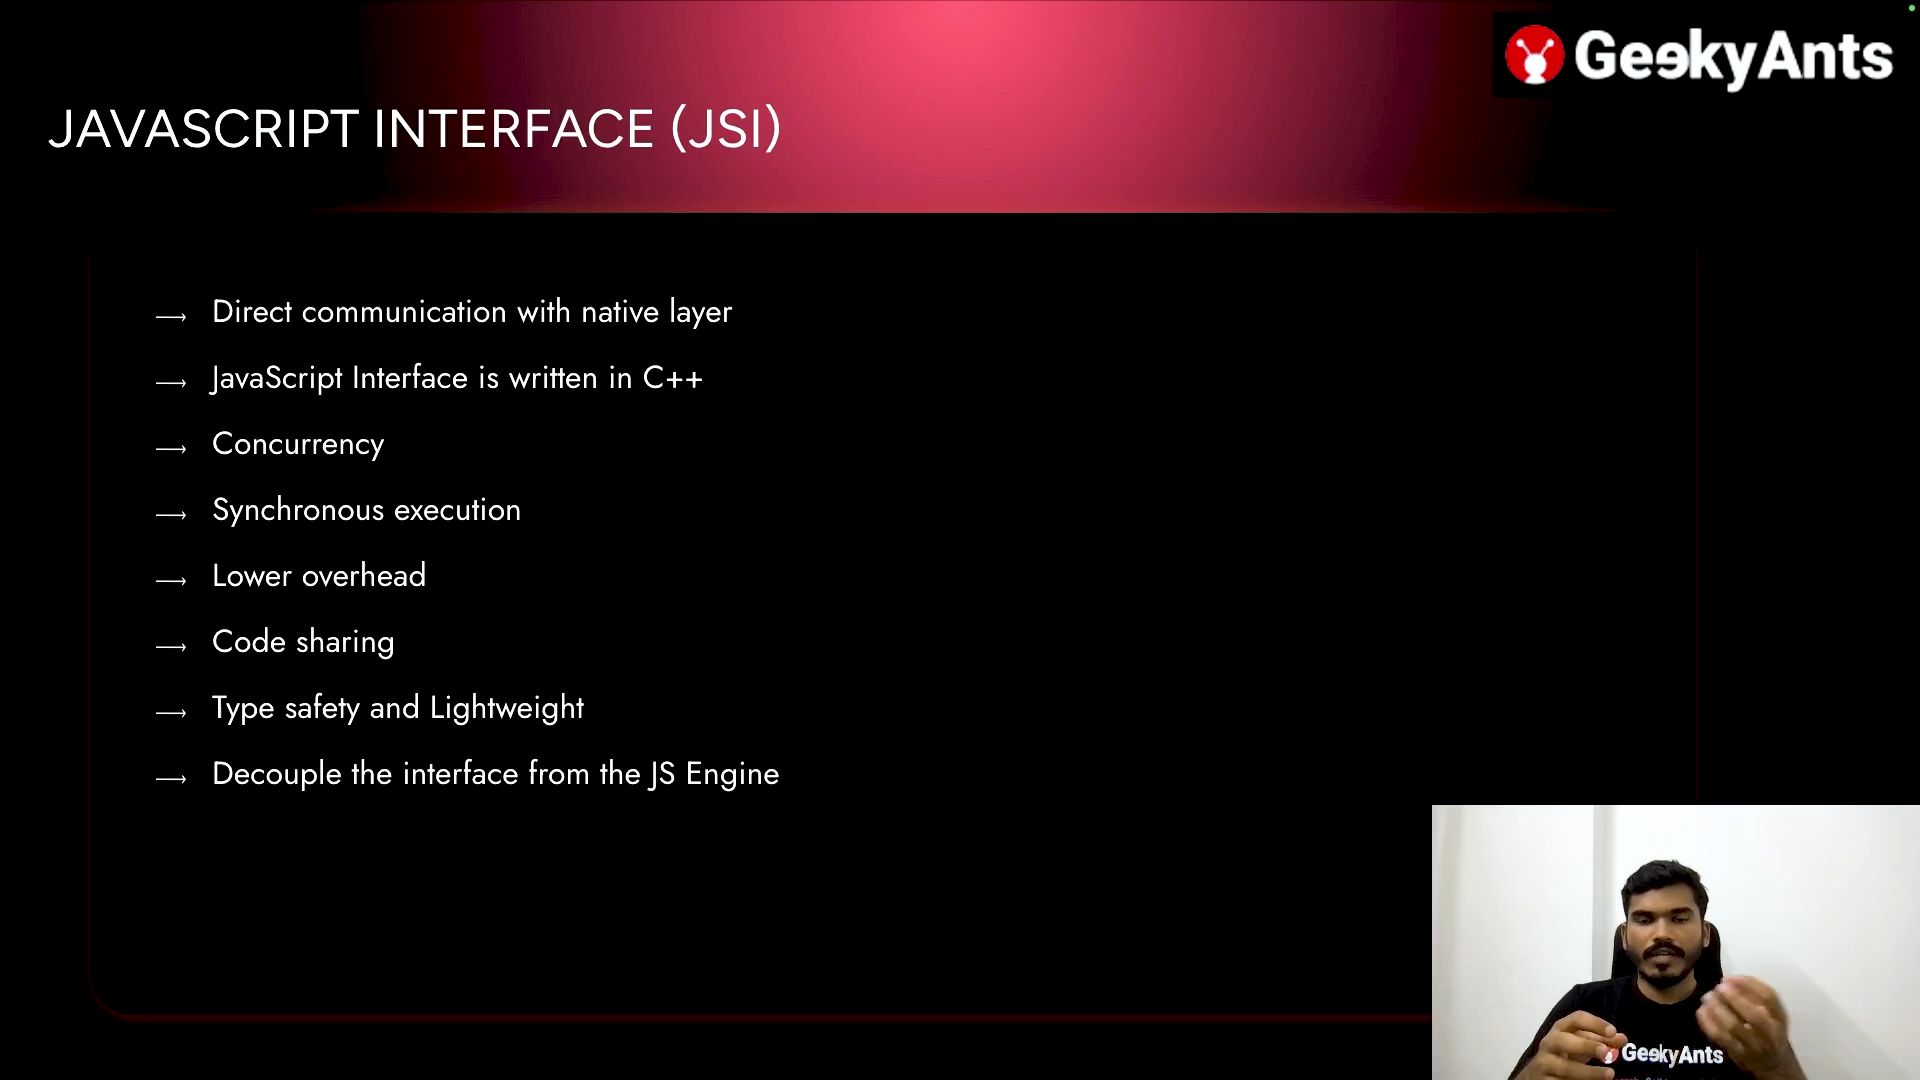 GeekyAnts
JAVASCRIPT INTERFACE (JSI)
Direct communication with native layer
JavaScript Interface is written in C++
Concurrency
Synchronous execution
Lower overhead
Code sharing
Type safety and Lightweight
Decouple the interface from the JS Engine
GeekyAnts